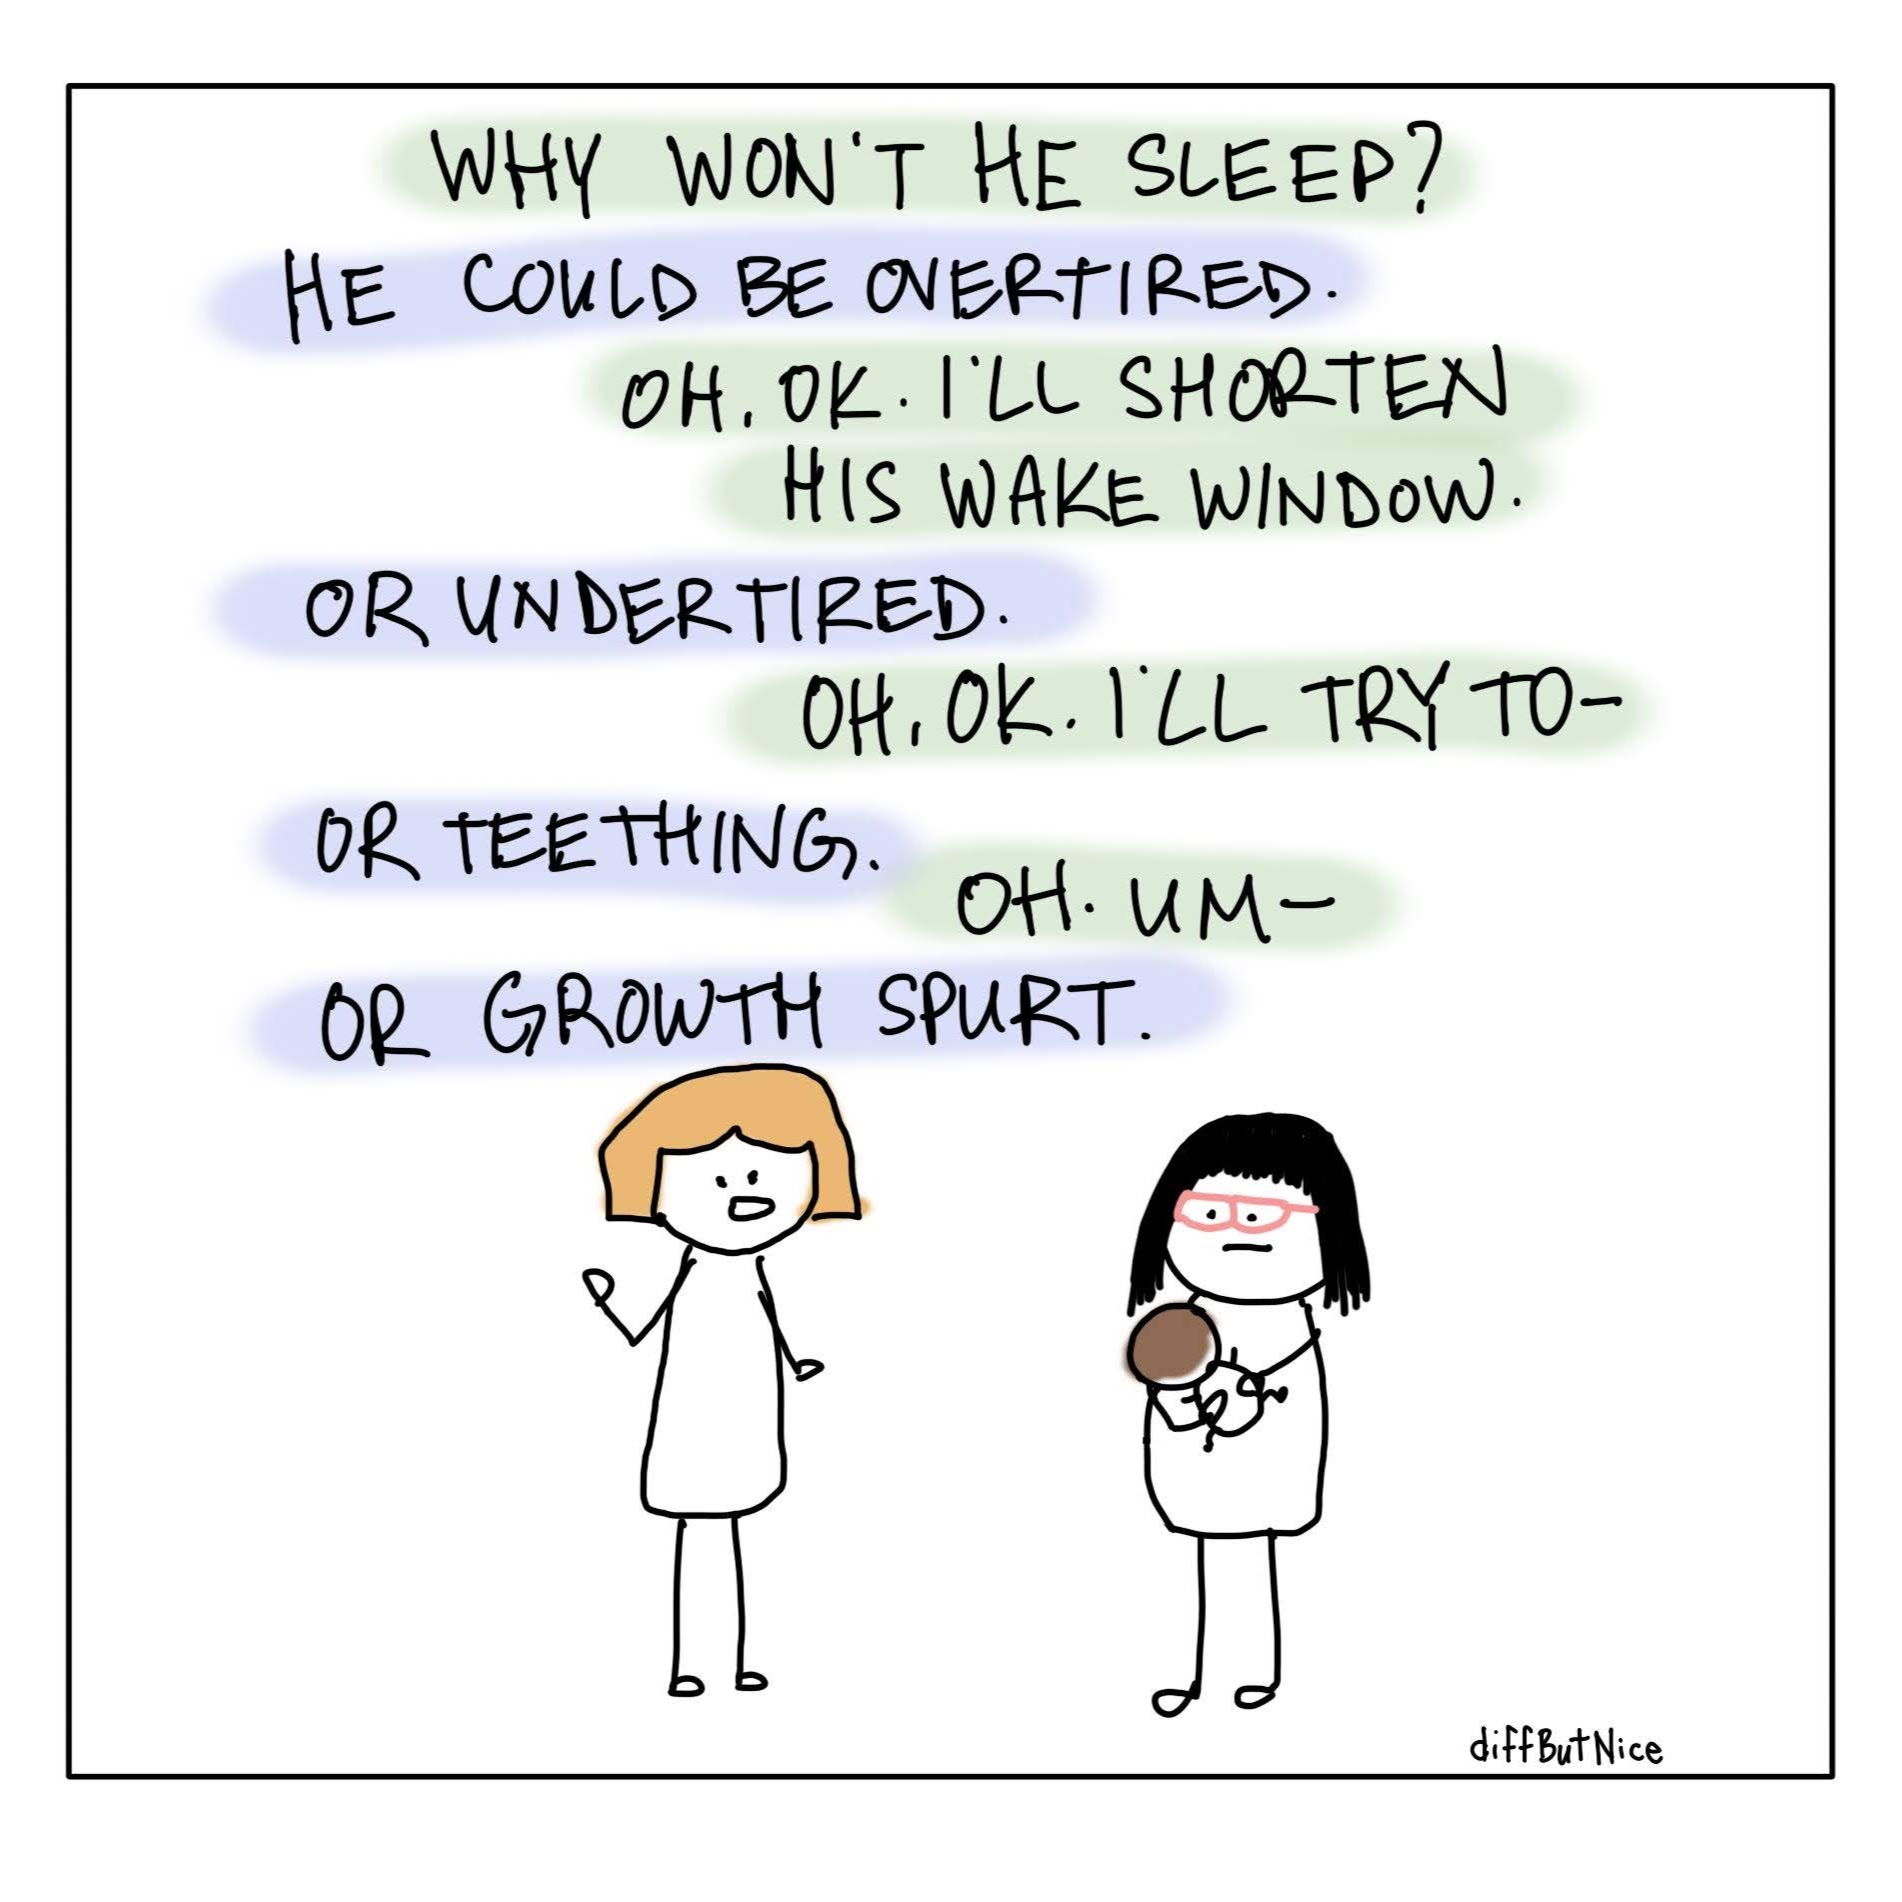 WHY WON'T HE SLEEP?
HE COULD BE OVERTIRED.
OH, OK. I'LL SHORTEN
HIS WAKE WINDOW.
OR UNDERTIRED.
OH, OK. I'LL TRY TO-
OR TEETHING.
OH. UM-
OR GROWTH SPURT.
diffButNice